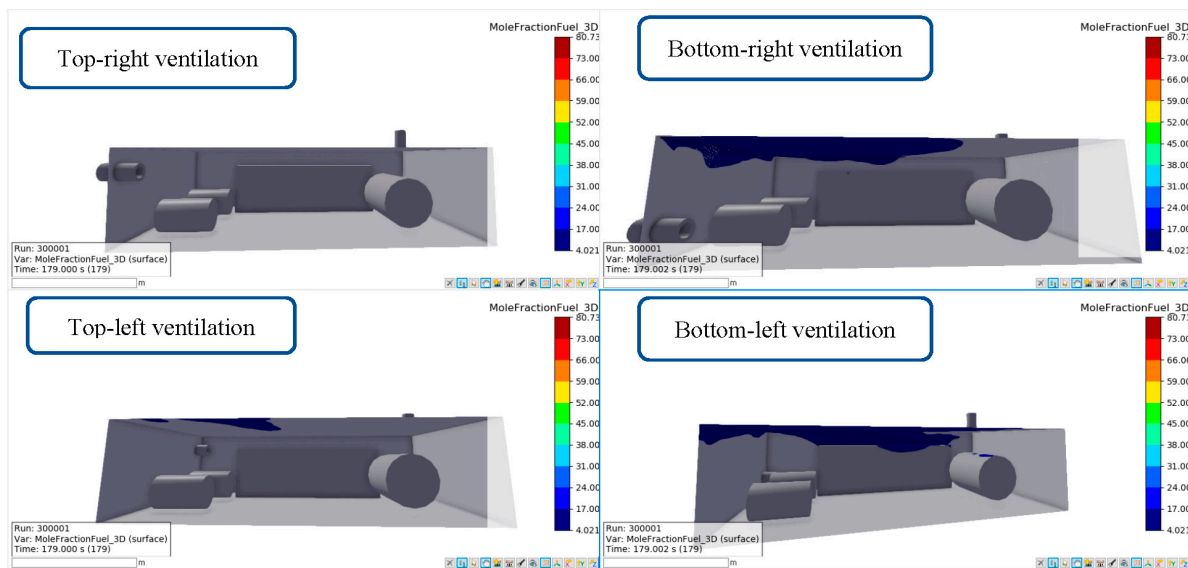 Top-right ventilation
MoleFractionFuel_3D
80.73
73.00
66.00
59.00
52.00
45.00
38.00
31.00
24.00
17.00
4.021
Run: 300001
Var: MoleFractionFuel_3D (surface)
Time: 179.000 s (179)
m
Bottom-right ventilation
MoleFractionFuel_3D
80.73
73.00
66.00
59.00
52.00
45.00
38.00
31.00
24.00
17.00
4.021
Run: 300001
Var: MoleFractionFuel_3D (surface)
Time: 179.002 s (179)
m
Top-left ventilation
MoleFractionFuel_3D
80.73
73.00
66.00
59.00
52.00
45.00
38.00
31.00
24.00
17.00
4.021
Run: 300001
Var: MoleFractionFuel_3D (surface)
Time: 179.000 s (179)
m
Bottom-left ventilation
MoleFractionFuel_3D
80.73
73.00
66.00
59.00
52.00
45.00
38.00
31.00
24.00
17.00
4.021
Run: 300001
Var: MoleFractionFuel_3D (surface)
Time: 179.002 s (179)
m